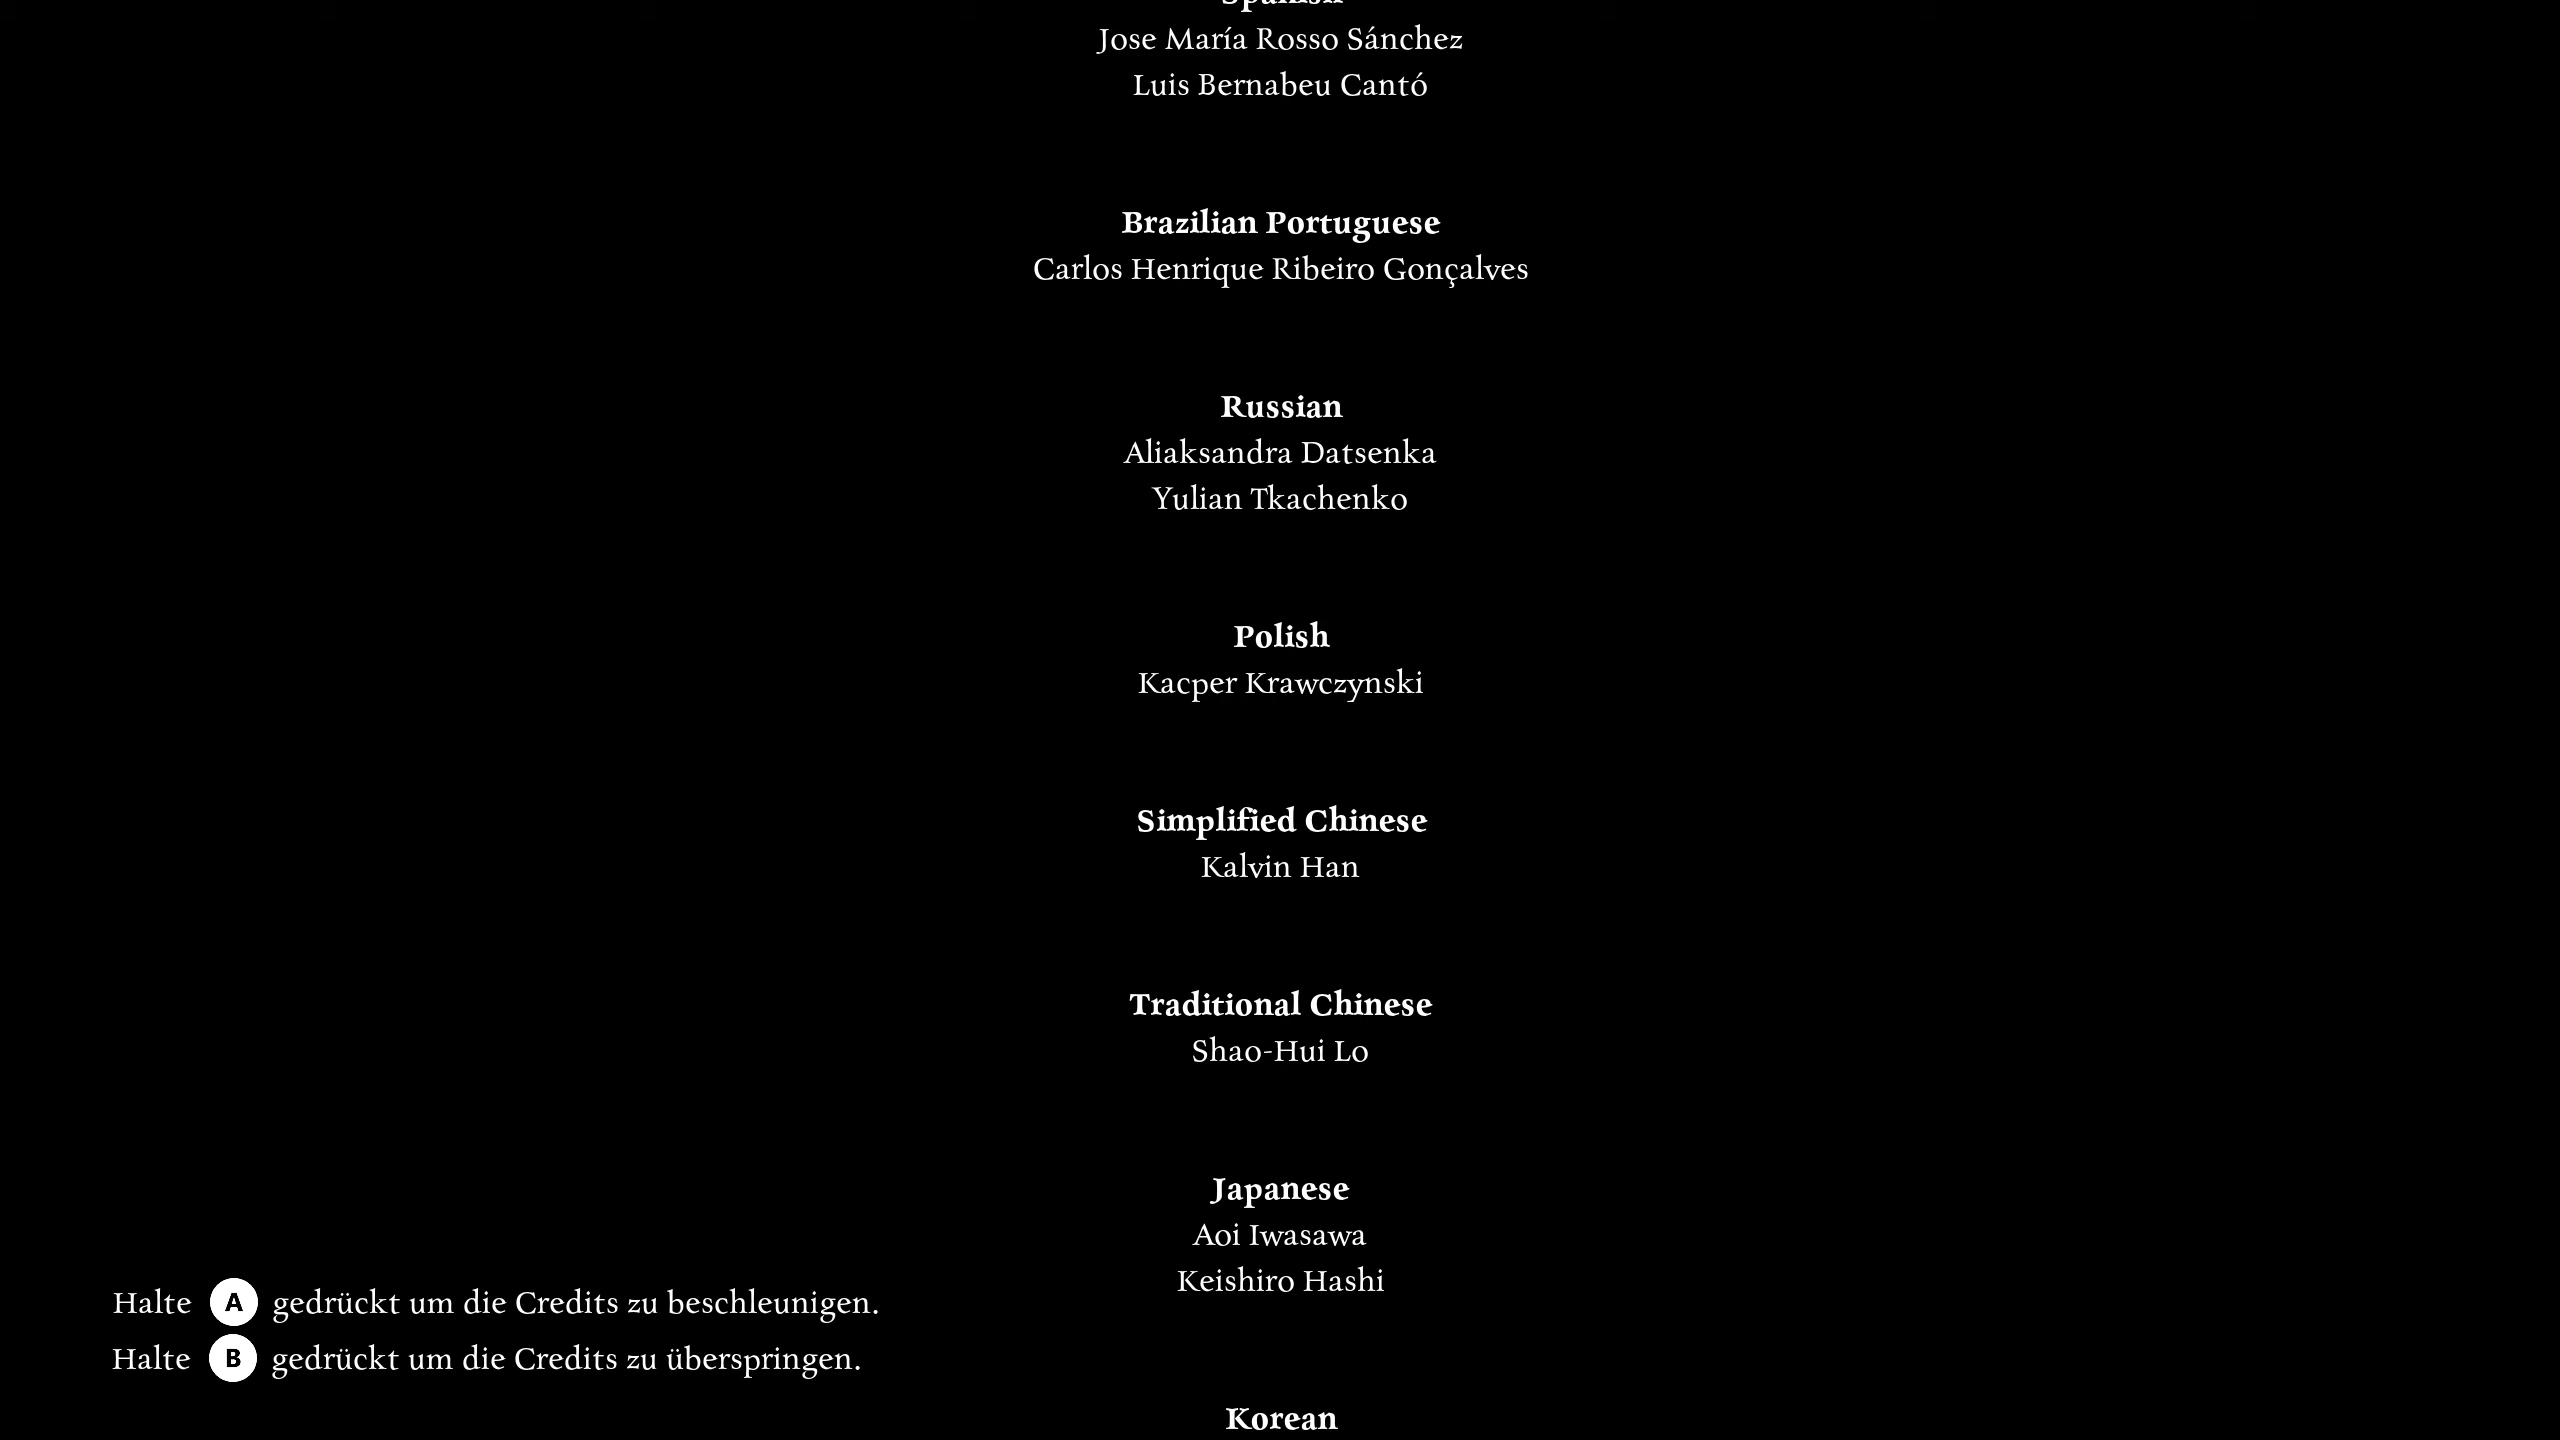 Spanish
Jose María Rosso Sánchez
Luis Bernabeu Cantó
Brazilian Portuguese
Carlos Henrique Ribeiro Gonçalves
Russian
Aliaksandra Datsenka
Yulian Tkachenko
Polish
Kacper Krawczynski
Simplified Chinese
Kalvin Han
Traditional Chinese
Shao-Hui Lo
Japanese
Aoi Iwasawa
Keishiro Hashi
Korean
Halte A gedrückt um die Credits zu beschleunigen.
Halte B gedrückt um die Credits zu überspringen.